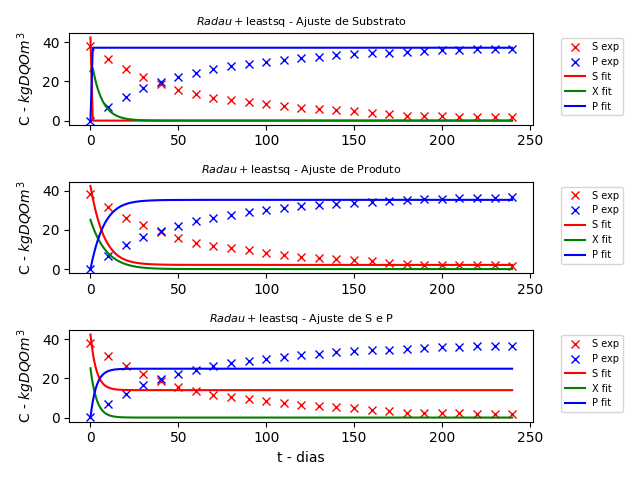 Radau + leastsq - Ajuste de Substrato
C - kgDQOm³
40
20
0
0 50 100 150 200 250
S exp
P exp
S fit
X fit
P fit
Radau + leastsq - Ajuste de Produto
C - kgDQOm³
40
20
0
0 50 100 150 200 250
S exp
P exp
S fit
X fit
P fit
Radau + leastsq - Ajuste de S e P
C - kgDQOm³
40
20
0
0 50 100 150 200 250
t - dias
S exp
P exp
S fit
X fit
P fit